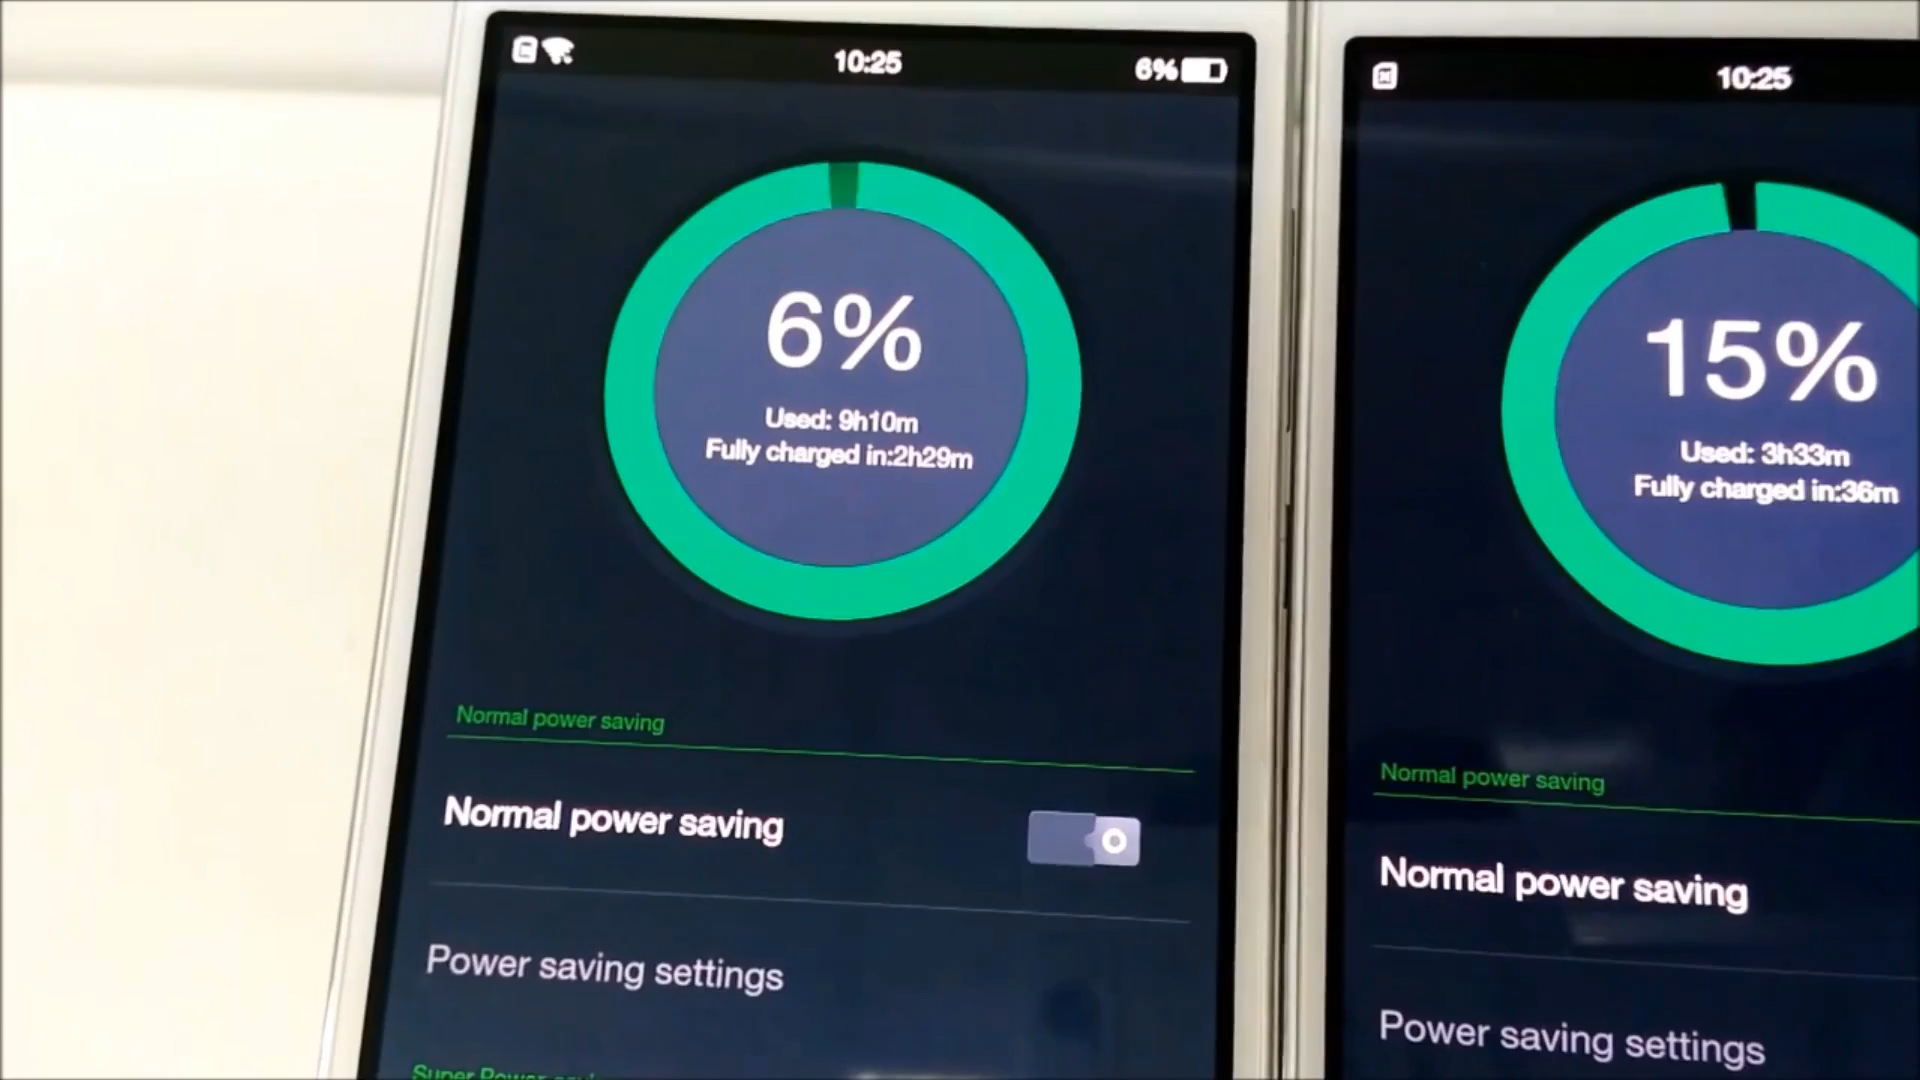 10:25
6%
6%
Used: 9h10m
Fully charged in:2h29m
Normal power saving
Normal power saving
Power saving settings
10:25
15%
Used: 3h33m
Fully charged in:36m
Normal power saving
Normal power saving
Power saving settings